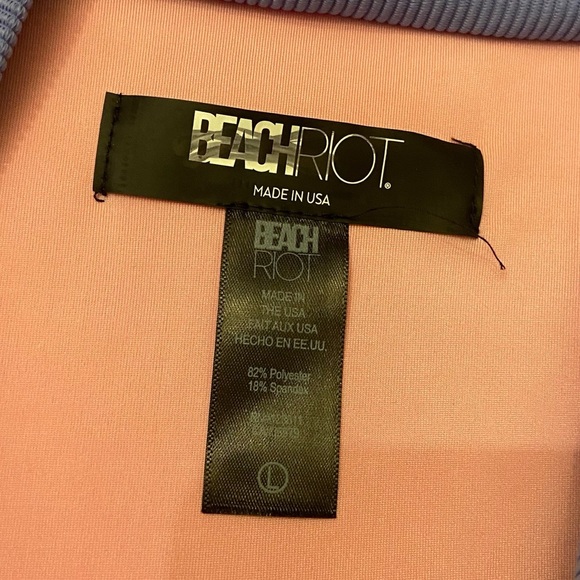 BEACHRIOT®
MADE IN USA
BEACH
RIOT
MADE IN
THE USA
FAIT AUX USA
HECHO EN EE.UU.
82% Polyester
18% Spandex
L